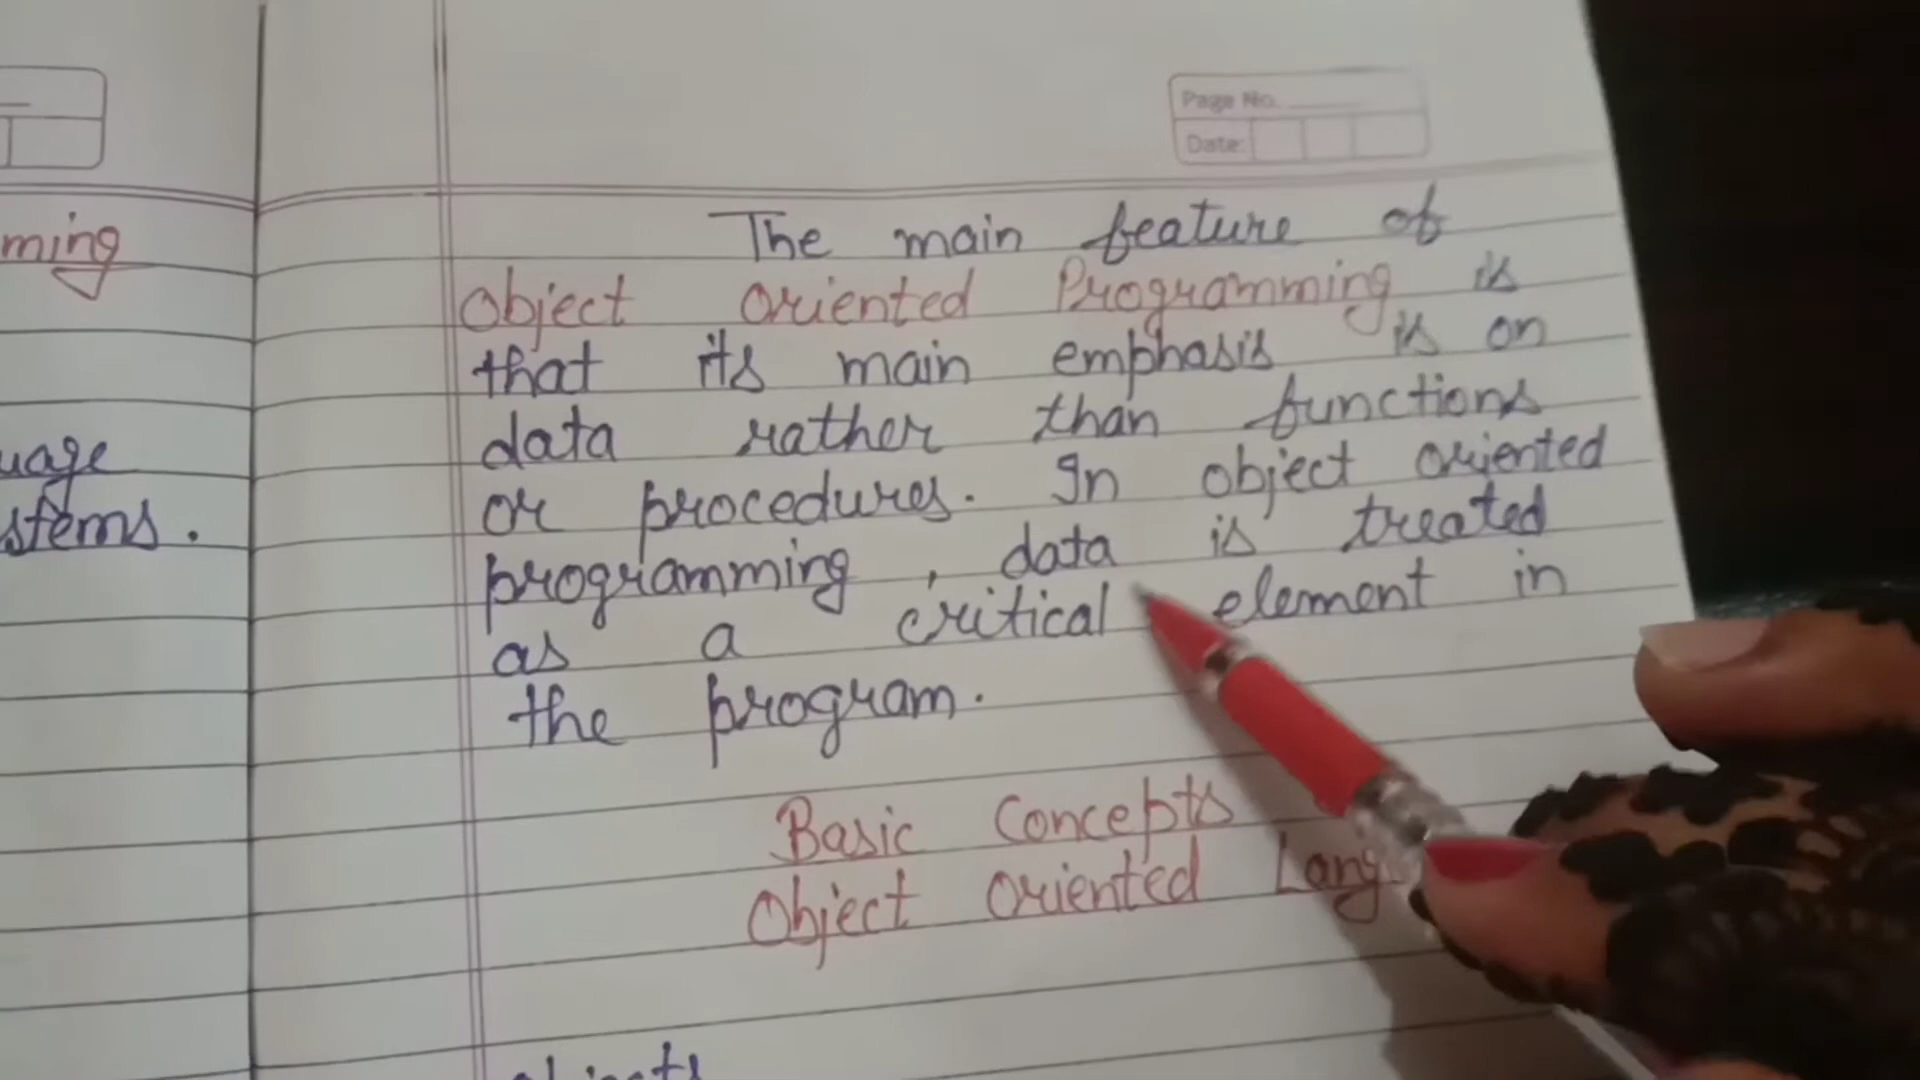 ming
uage
stems.
Page No.
Date:
The main feature of
Object Oriented Programming is
that its main emphasis is on
data rather than functions
or procedures. In object oriented
programming, data is treated
as a critical element in
the program.
Basic Concepts
Object Oriented Lang
objects